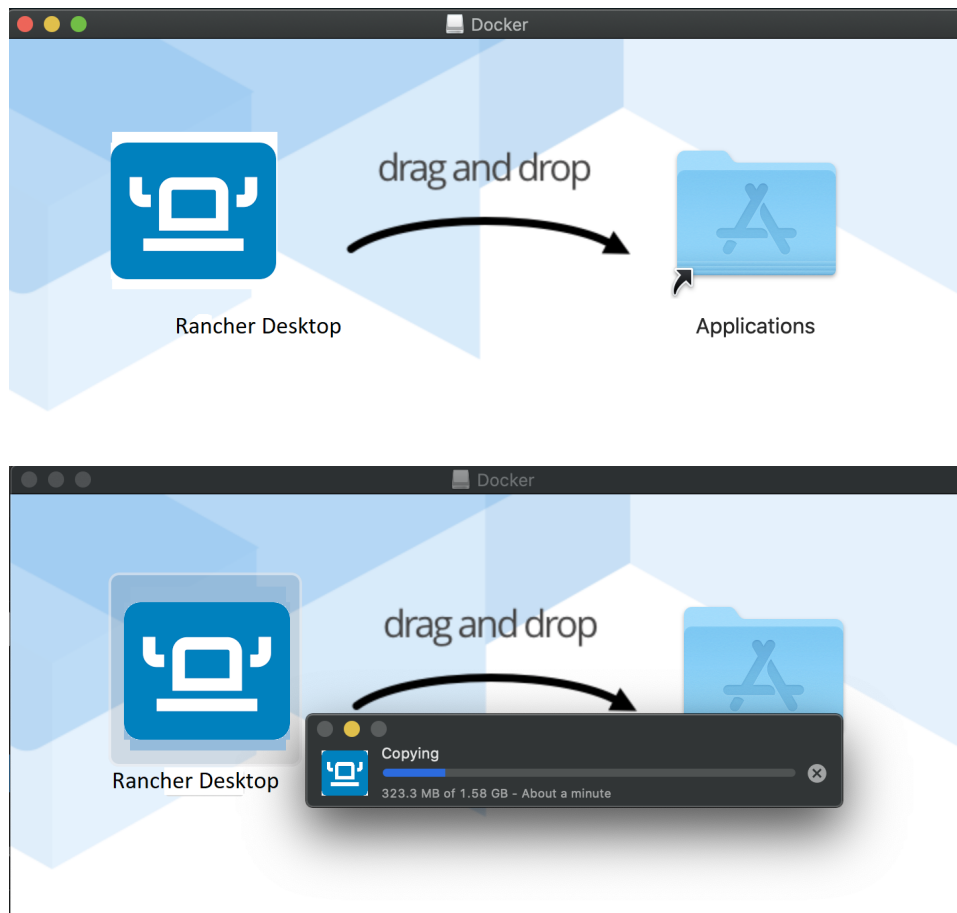 Docker
drag and drop
Rancher Desktop
Applications
Docker
drag and drop
Rancher Desktop
Copying
323.3 MB of 1.58 GB - About a minute